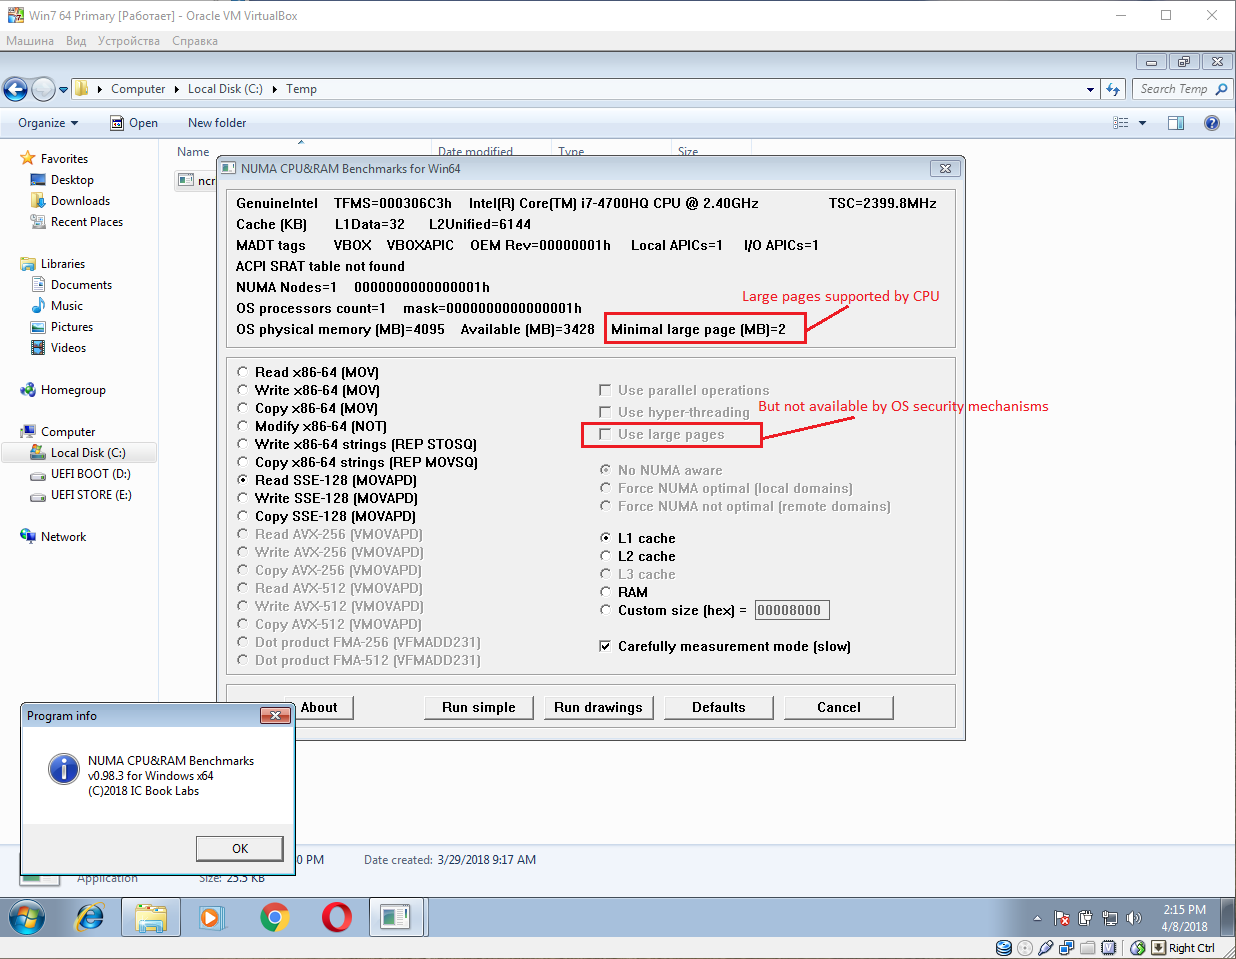 Win7 64 Primary [Работает] - Oracle VM VirtualBox
Машина Вид Устройства Справка
Computer Local Disk (C:) Temp
Search Temp
Organize Open New folder
Name Date modified Type Size
Favorites
Desktop
Downloads
Recent Places
Libraries
Documents
Music
Pictures
Videos
Homegroup
Computer
Local Disk (C:)
UEFI BOOT (D:)
UEFI STORE (E:)
Network
ncr
NUMA CPU&RAM Benchmarks for Win64
GenuineIntel TFMS=000306C3h Intel(R) Core(TM) i7-4700HQ CPU @ 2.40GHz TSC=2399.8MHz
Cache (KB) L1Data=32 L2Unified=6144
MADT tags VBOX VBOXAPIC OEM Rev=00000001h Local APICs=1 I/O APICs=1
ACPI SRAT table not found
NUMA Nodes=1 0000000000000001h
OS processors count=1 mask=0000000000000001h
Large pages supported by CPU
OS physical memory (MB)=4095 Available (MB)=3428 Minimal large page (MB)=2
Read x86-64 (MOV)
Write x86-64 (MOV)
Copy x86-64 (MOV)
Modify x86-64 (NOT)
Write x86-64 strings (REP STOSQ)
Copy x86-64 strings (REP MOVSQ)
Read SSE-128 (MOVAPD)
Write SSE-128 (MOVAPD)
Copy SSE-128 (MOVAPD)
Read AVX-256 (VMOVAPD)
Write AVX-256 (VMOVAPD)
Copy AVX-256 (VMOVAPD)
Read AVX-512 (VMOVAPD)
Write AVX-512 (VMOVAPD)
Copy AVX-512 (VMOVAPD)
Dot product FMA-256 (VFMADD231)
Dot product FMA-512 (VFMADD231)
Use parallel operations
Use hyper-threading
But not available by OS security mechanisms
Use large pages
No NUMA aware
Force NUMA optimal (local domains)
Force NUMA not optimal (remote domains)
L1 cache
L2 cache
L3 cache
RAM
Custom size (hex) = 00008000
Carefully measurement mode (slow)
About Run simple Run drawings Defaults Cancel
Program info
NUMA CPU&RAM Benchmarks
v0.98.3 for Windows x64
(C)2018 IC Book Labs
OK
0 PM Date created: 3/29/2018 9:17 AM
Application Size: 25.5 KB
2:15 PM
4/8/2018
Right Ctrl